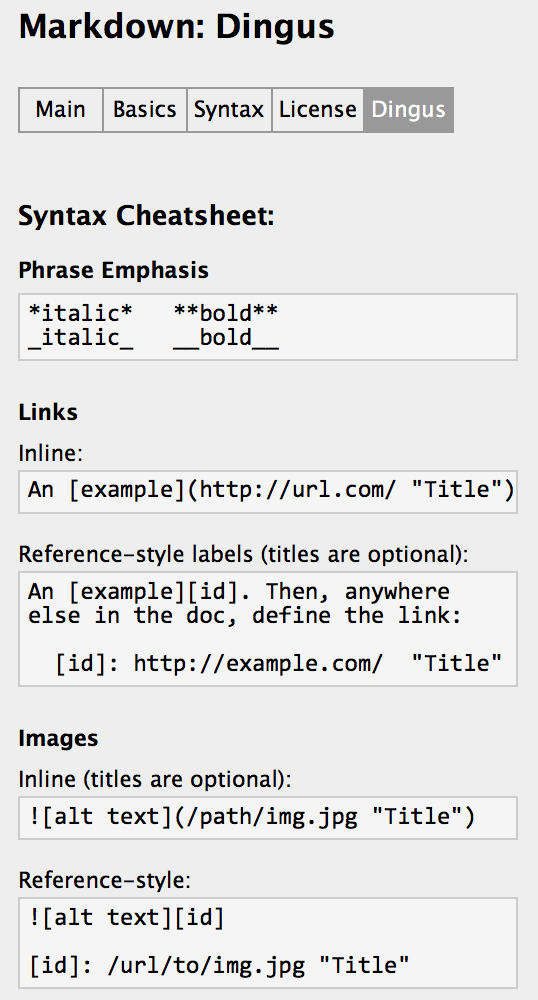 Markdown: Dingus
Main Basics Syntax License Dingus
Syntax Cheatsheet:
Phrase Emphasis
*italic*   **bold**
_italic_   __bold__
Links
Inline:
An [example](http://url.com/ "Title")
Reference-style labels (titles are optional):
An [example][id]. Then, anywhere
else in the doc, define the link:
  [id]: http://example.com/  "Title"
Images
Inline (titles are optional):
![alt text](/path/img.jpg "Title")
Reference-style:
![alt text][id]
[id]: /url/to/img.jpg "Title"